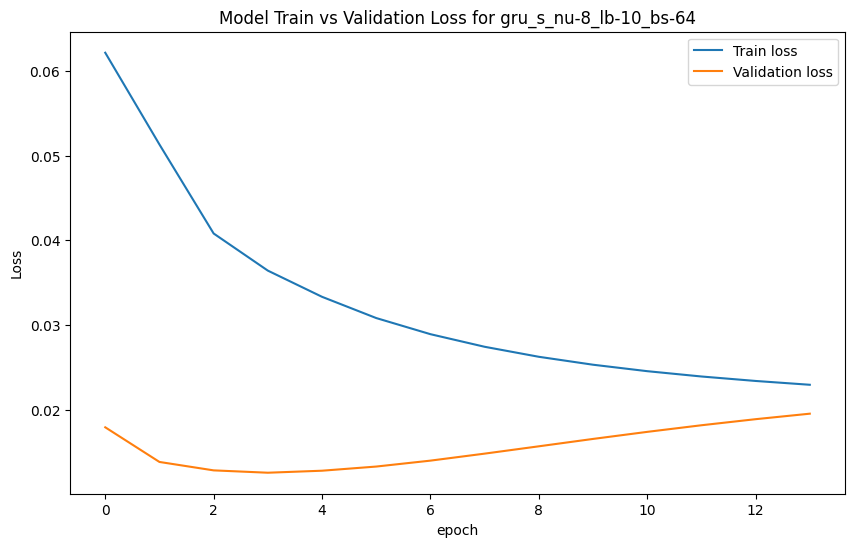 Model Train vs Validation Loss for gru_s_nu-8_lb-10_bs-64
Train loss
Validation loss
0.06
0.05
0.04
0.03
0.02
Loss
0 2 4 6 8 10 12
epoch